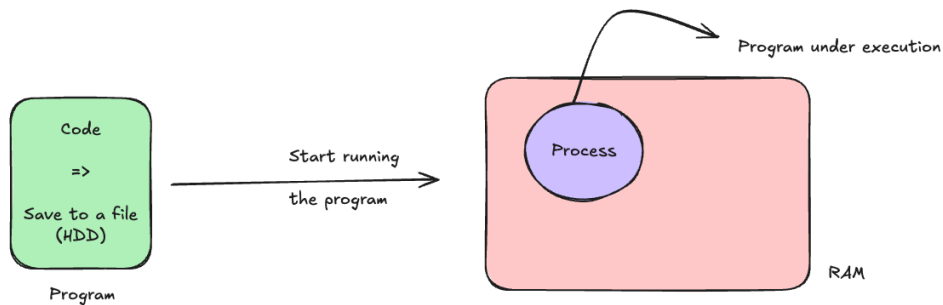 Code
=>
Save to a file
(HDD)
Program
Start running
the program
Process
Program under execution
RAM